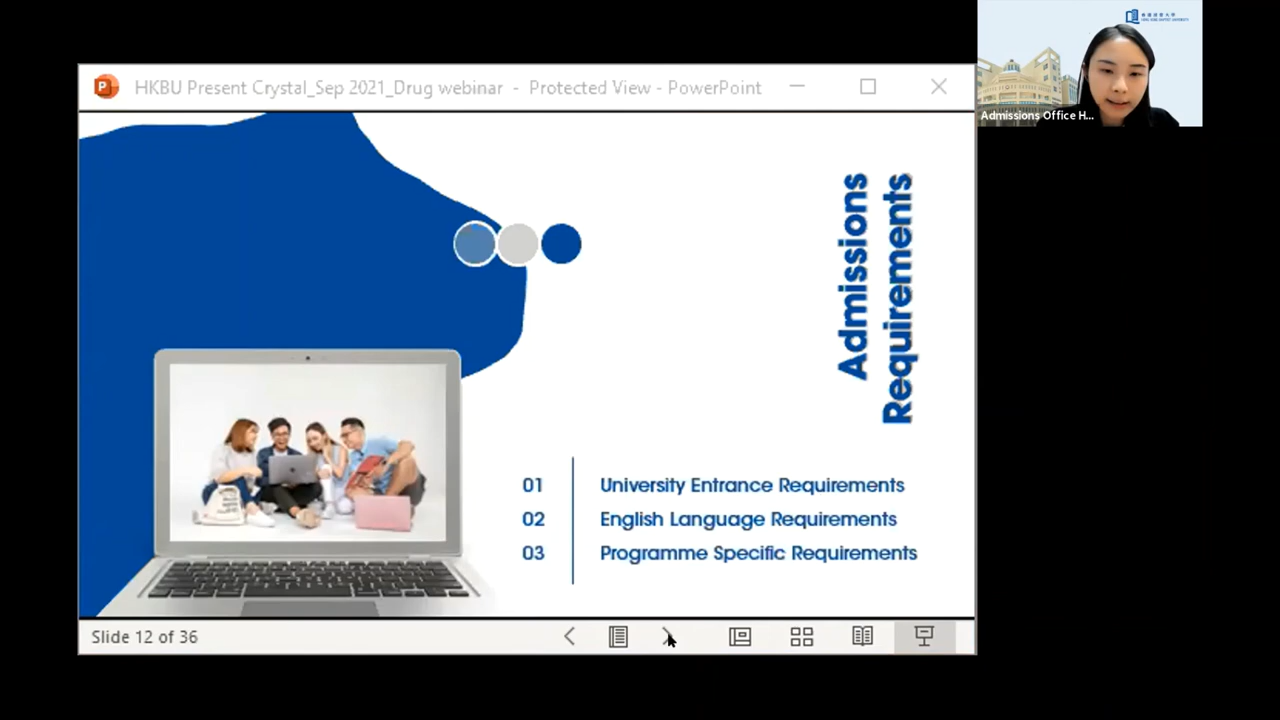 HKBU Present Crystal_Sep 2021_Drug webinar - Protected View - PowerPoint
Admissions
Requirements
01 University Entrance Requirements
02 English Language Requirements
03 Programme Specific Requirements
Slide 12 of 36
Admissions Office H...